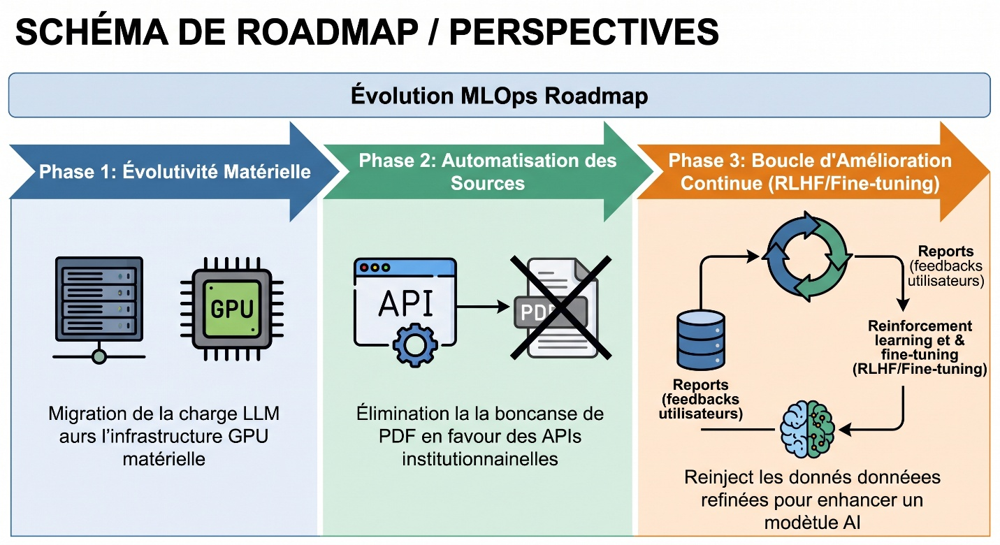 SCHÉMA DE ROADMAP / PERSPECTIVES
Évolution MLOps Roadmap
Phase 1: Évolutivité Matérielle
GPU
Migration de la charge LLM
aurs l'infrastructure GPU
matérielle
Phase 2: Automatisation des
Sources
API
PDF
Élimination la la boncanse de
PDF en favour des APIs
institutionnainelles
Phase 3: Boucle d'Amélioration
Continue (RLHF/Fine-tuning)
Reports
(feedbacks
utilisateurs)
Reinforcement
learning et &
fine-tuning
(RLHF/Fine-tuning)
Reports
(feedbacks
utilisateurs)
Reinject les donnés donnéees
refinées pour enhancer un
modètule AI